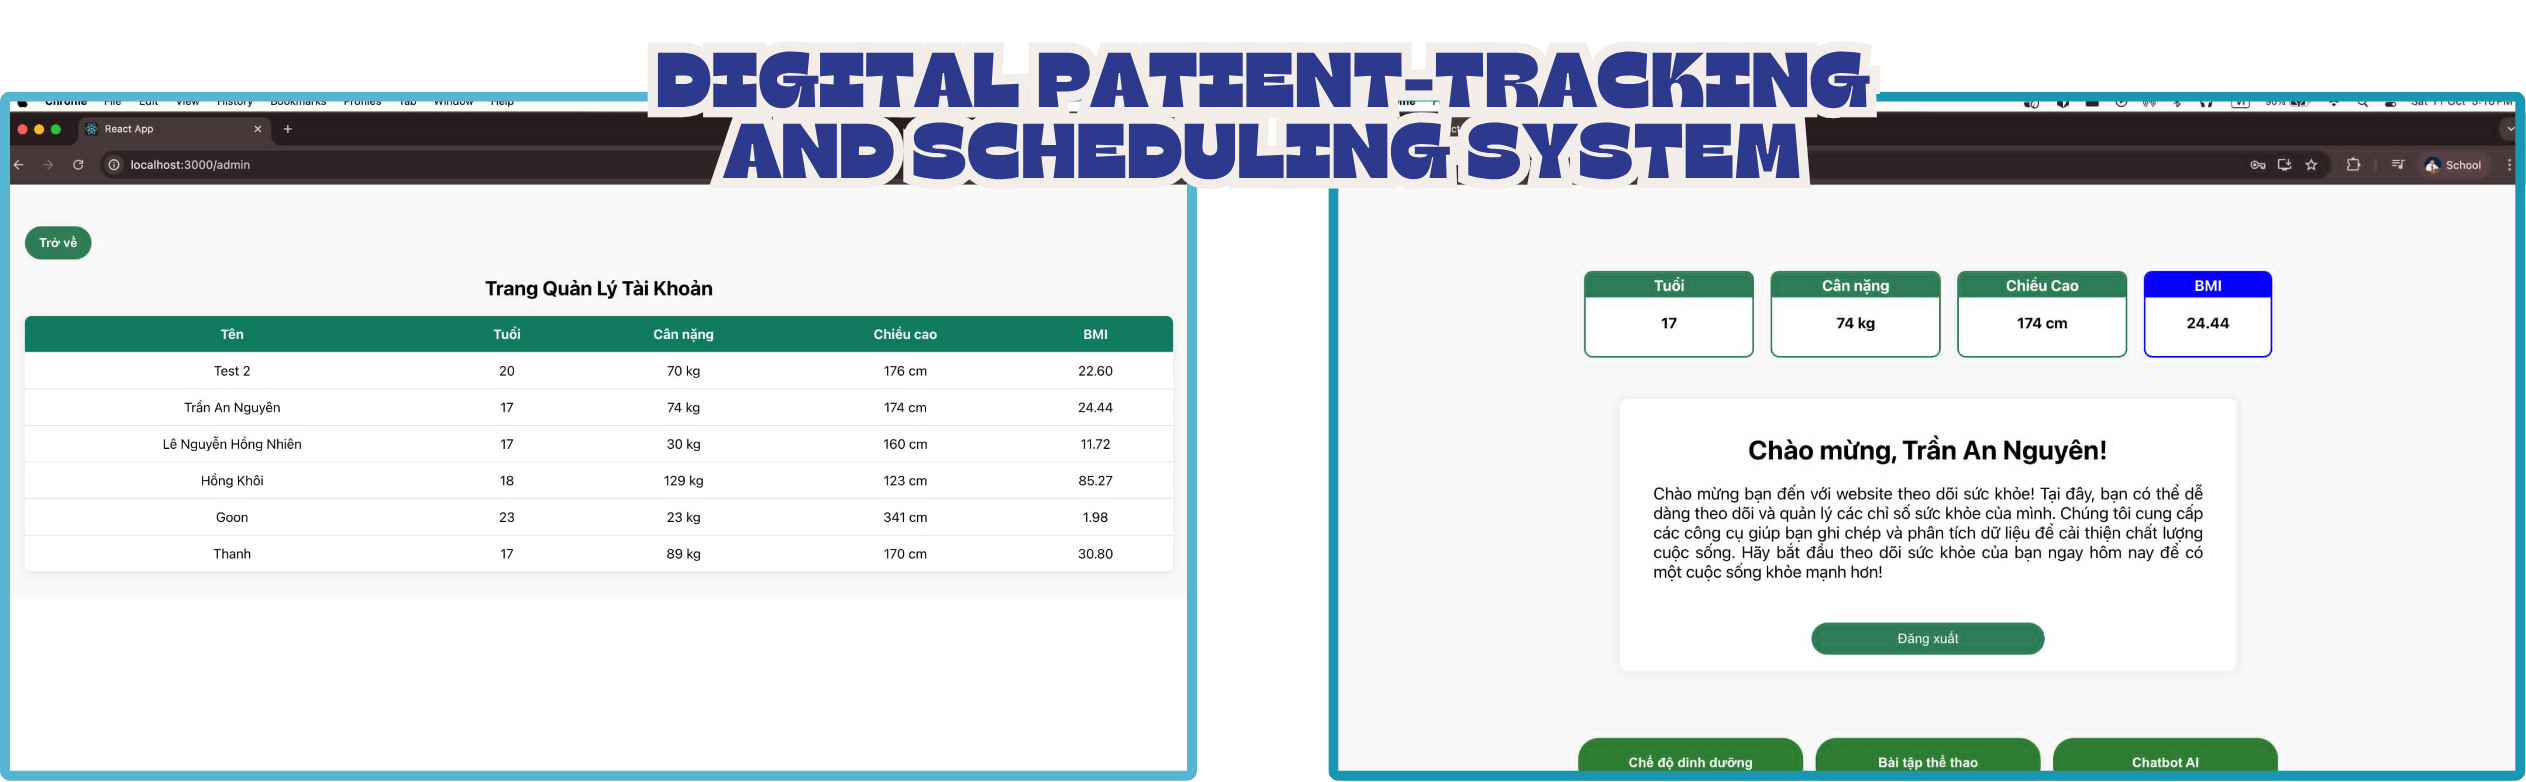 DIGITAL PATIENT-TRACKING
AND SCHEDULING SYSTEM
Chrome File Edit View History Bookmarks Profiles Tab Window Help
React App
localhost:3000/admin
Trở về
Trang Quản Lý Tài Khoản
Tên Tuổi Cân nặng Chiều cao BMI
Test 2 20 70 kg 176 cm 22.60
Trần An Nguyên 17 74 kg 174 cm 24.44
Lê Nguyễn Hồng Nhiên 17 30 kg 160 cm 11.72
Hồng Khôi 18 129 kg 123 cm 85.27
Goon 23 23 kg 341 cm 1.98
Thanh 17 89 kg 170 cm 30.80
90% Sat 11 Oct 5:16 PM
School
Tuổi Cân nặng Chiều Cao BMI
17 74 kg 174 cm 24.44
Chào mừng, Trần An Nguyên!
Chào mừng bạn đến với website theo dõi sức khỏe! Tại đây, bạn có thể dễ
dàng theo dõi và quản lý các chỉ số sức khỏe của mình. Chúng tôi cung cấp
các công cụ giúp bạn ghi chép và phân tích dữ liệu để cải thiện chất lượng
cuộc sống. Hãy bắt đầu theo dõi sức khỏe của bạn ngay hôm nay để có
một cuộc sống khỏe mạnh hơn!
Đăng xuất
Chế độ dinh dưỡng Bài tập thể thao Chatbot AI